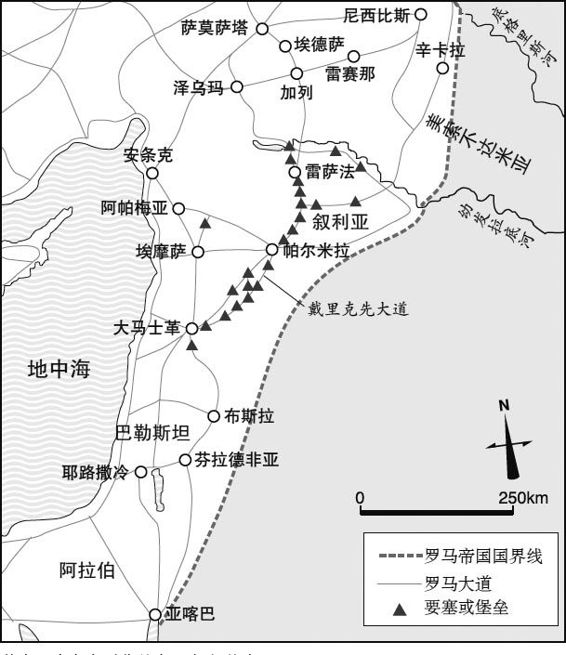 尼西比斯
萨莫萨塔
埃德萨
辛卡拉
底格里斯河
雷赛那
泽乌玛
加列
美索不达米亚
安条克
雷萨法
阿帕梅亚
叙利亚
幼发拉底河
埃摩萨
帕尔米拉
戴里克先大道
大马士革
地中海
布斯拉
巴勒斯坦
芬拉德非亚
耶路撒冷
N
0 250km
阿拉伯
罗马帝国国界线
罗马大道
要塞或堡垒
亚喀巴